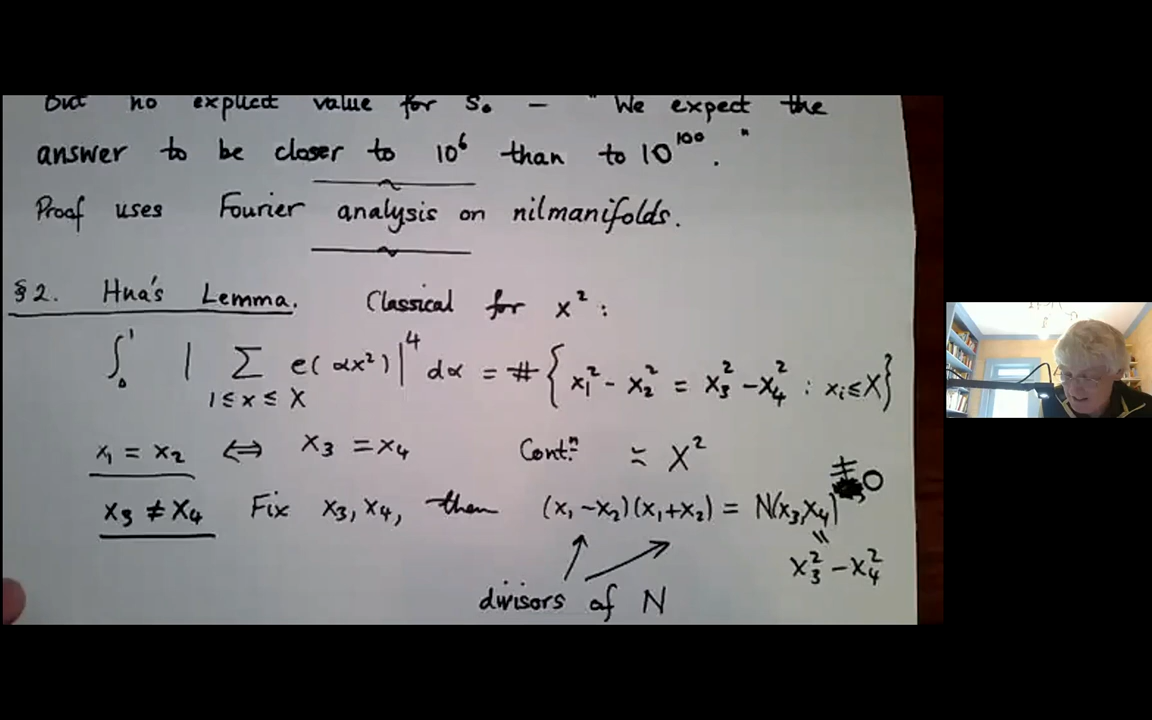 But no explicit value for S₀ — "We expect the
answer to be closer to 10⁶ than to 10¹⁰⁰."
Proof uses Fourier analysis on nilmanifolds.
§2. Hua's Lemma. Classical for x²:
∫₀¹ | Σ_{1≤x≤X} e(αx²)|⁴ dα = #{x₁² - x₂² = x₃² - x₄² : xᵢ≤X}
x₁ = x₂ ⇔ x₃ = x₄ Contⁿ ≍ X²
x₃ ≠ x₄ Fix x₃, x₄, then (x₁-x₂)(x₁+x₂) = N(x₃,x₄) ≠ 0
" x₃² - x₄²
divisors of N